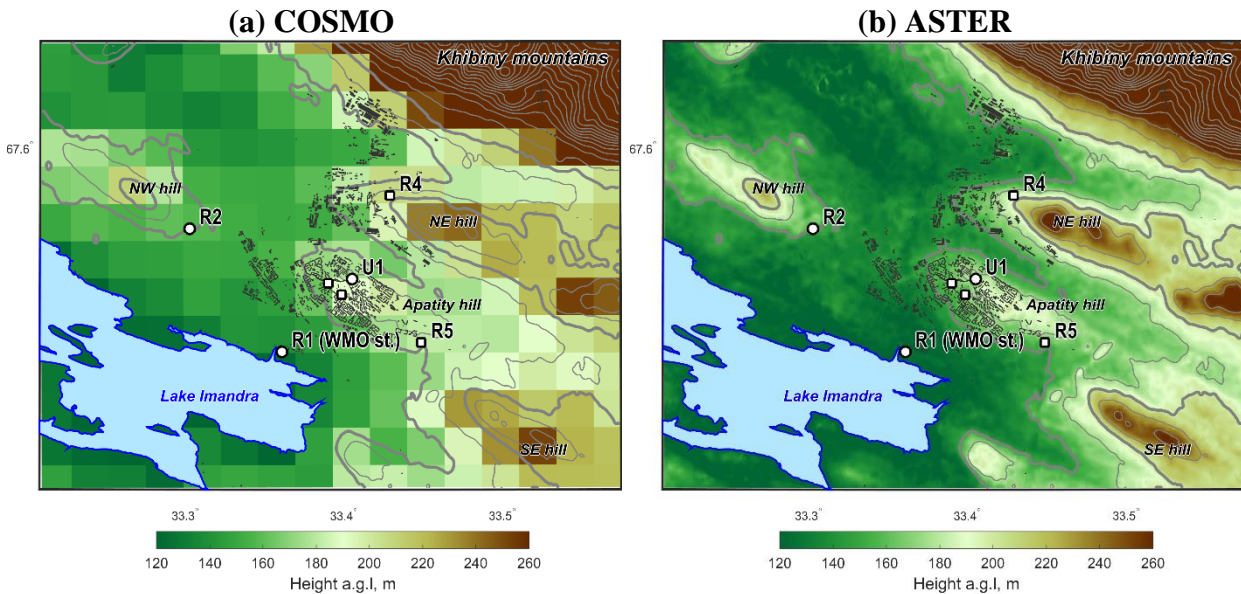 (a) COSMO
(b) ASTER
Khibiny mountains
67.6°
NW hill
R2
R4
NE hill
U1
Apatity hill
R5
R1 (WMO st.)
Lake Imandra
SE hill
33.3°
33.4°
33.5°
120 140 160 180 200 220 240 260
Height a.g.l, m
Khibiny mountains
67.6°
NW hill
R2
R4
NE hill
U1
Apatity hill
R5
R1 (WMO st.)
Lake Imandra
SE hill
33.3°
33.4°
33.5°
120 140 160 180 200 220 240 260
Height a.g.l, m